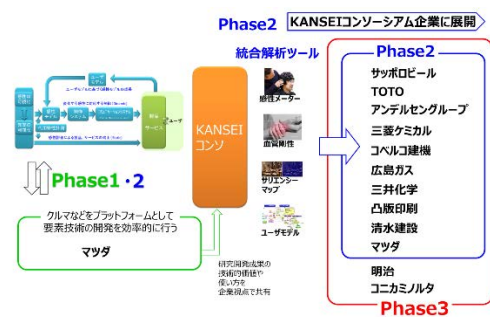 Phase2
KANSEIコンソーシアム企業に展開
統合解析ツール
ユーザ
KANSEI
コンソ
感性メーター
血管剛性
サリエンシー
マップ
ユーザモデル
Phase1・2
クルマなどをプラットフォームとして
要素技術の開発を効率的に行う
マツダ
研究開発成果の
技術的価値や
使い方を
企業視点で共有
Phase2
サッポロビール
TOTO
アンデルセングループ
三菱ケミカル
コベルコ建機
広島ガス
三井化学
凸版印刷
清水建設
マツダ
明治
コニカミノルタ
Phase3